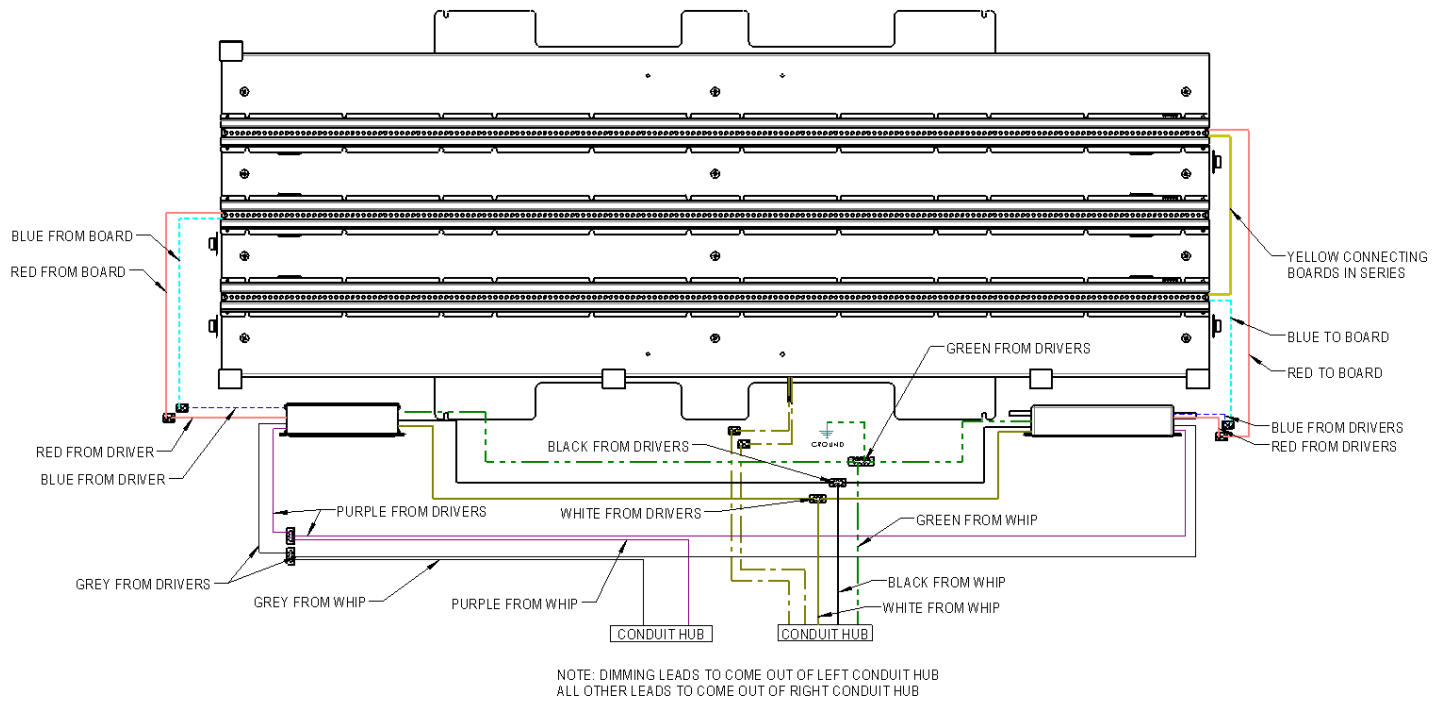 BLUE FROM BOARD
RED FROM BOARD
YELLOW CONNECTING
BOARDS IN SERIES
BLUE TO BOARD
GREEN FROM DRIVERS
RED TO BOARD
BLUE FROM DRIVERS
RED FROM DRIVERS
GROUND
BLACK FROM DRIVERS
RED FROM DRIVER
BLUE FROM DRIVER
PURPLE FROM DRIVERS
WHITE FROM DRIVERS
GREEN FROM WHIP
GREY FROM DRIVERS
BLACK FROM WHIP
GREY FROM WHIP
PURPLE FROM WHIP
WHITE FROM WHIP
CONDUIT HUB
CONDUIT HUB
NOTE: DIMMING LEADS TO COME OUT OF LEFT CONDUIT HUB
ALL OTHER LEADS TO COME OUT OF RIGHT CONDUIT HUB